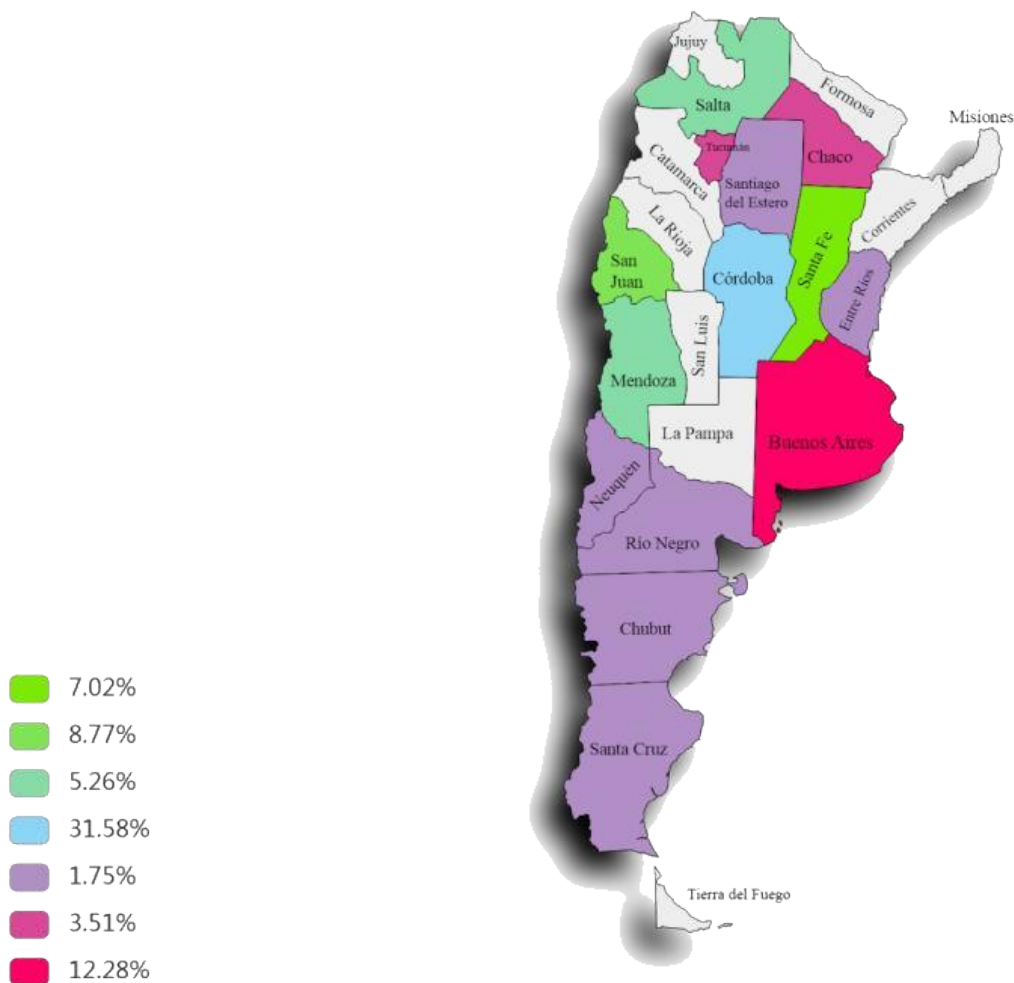 Jujuy
Formosa
Salta
Misiones
Tucumán
Chaco
Catamarca
Santiago
del Estero
Corrientes
La Rioja
Santa Fe
San
Juan
Córdoba
Entre Ríos
San Luis
Mendoza
La Pampa
Buenos Aires
Neuquén
Río Negro
Chubut
Santa Cruz
Tierra del Fuego
7.02%
8.77%
5.26%
31.58%
1.75%
3.51%
12.28%